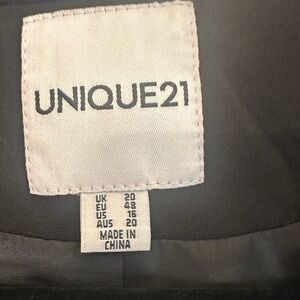 UNIQUE21
UK 20
EU 48
US 16
AUS 20
MADE IN
CHINA